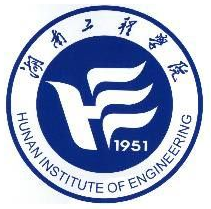 湖南工程学院
1951
HUNAN INSTITUTE OF ENGINEERING